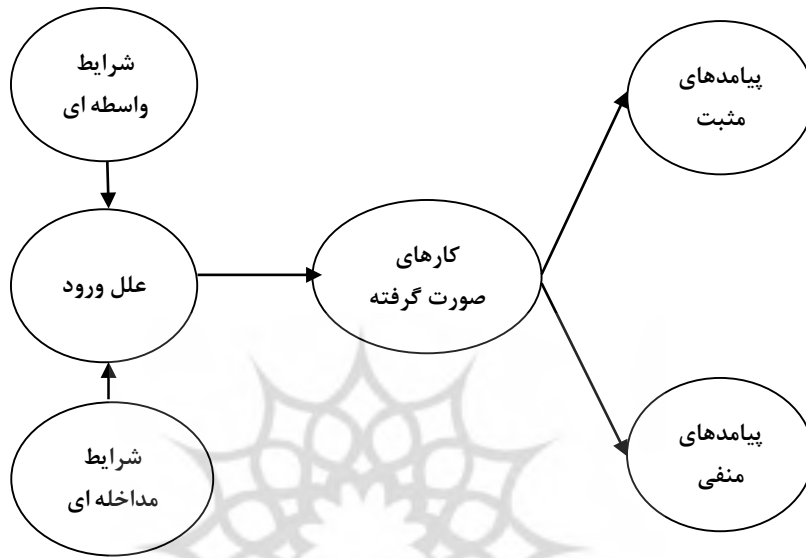 شرایط
واسطه ای
پیامدهای
مثبت
علل ورود
کارهای
صورت گرفته
شرایط
مداخله ای
پیامدهای
منفی